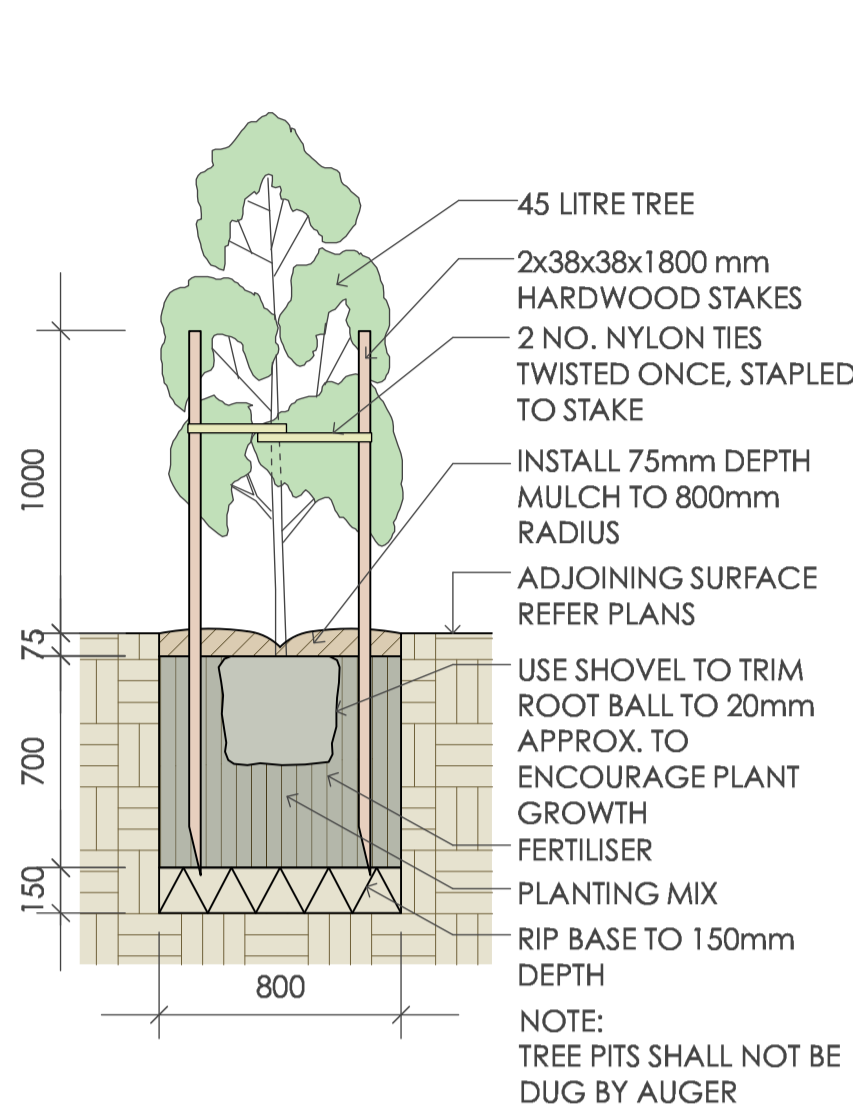 45 LITRE TREE
2x38x38x1800 mm
HARDWOOD STAKES
2 NO. NYLON TIES
TWISTED ONCE, STAPLED
TO STAKE
INSTALL 75mm DEPTH
MULCH TO 800mm
RADIUS
ADJOINING SURFACE
REFER PLANS
USE SHOVEL TO TRIM
ROOT BALL TO 20mm
APPROX. TO
ENCOURAGE PLANT
GROWTH
FERTILISER
PLANTING MIX
RIP BASE TO 150mm
DEPTH
NOTE:
TREE PITS SHALL NOT BE
DUG BY AUGER
1000
75
700
150
800